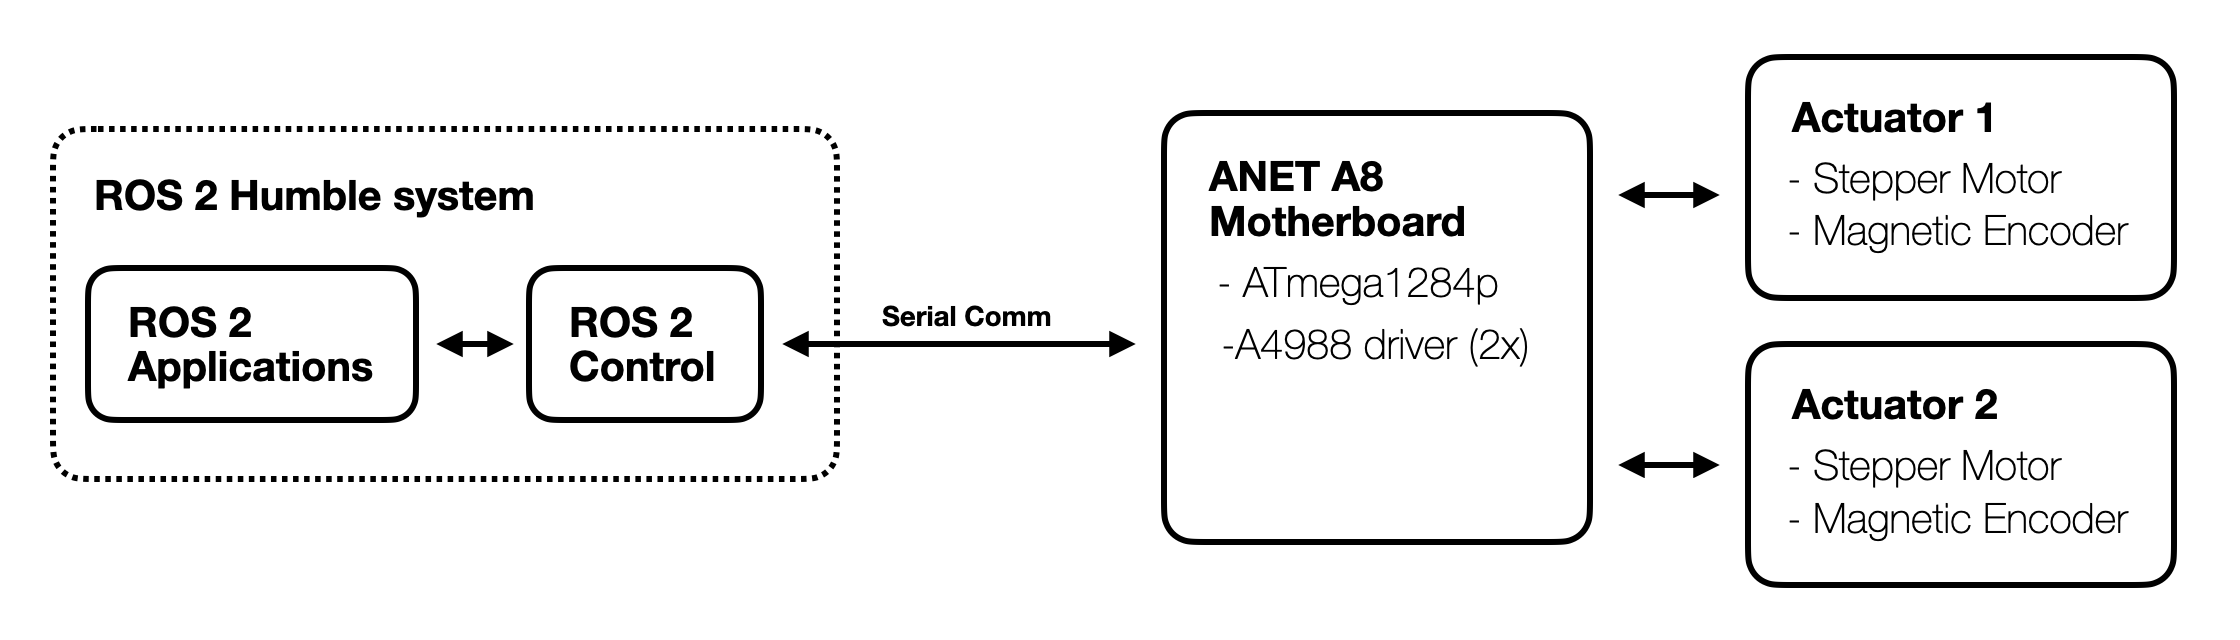 ROS 2 Humble system
ROS 2
Applications
ROS 2
Control
Serial Comm
ANET A8
Motherboard
- ATmega1284p
-A4988 driver (2x)
Actuator 1
- Stepper Motor
- Magnetic Encoder
Actuator 2
- Stepper Motor
- Magnetic Encoder